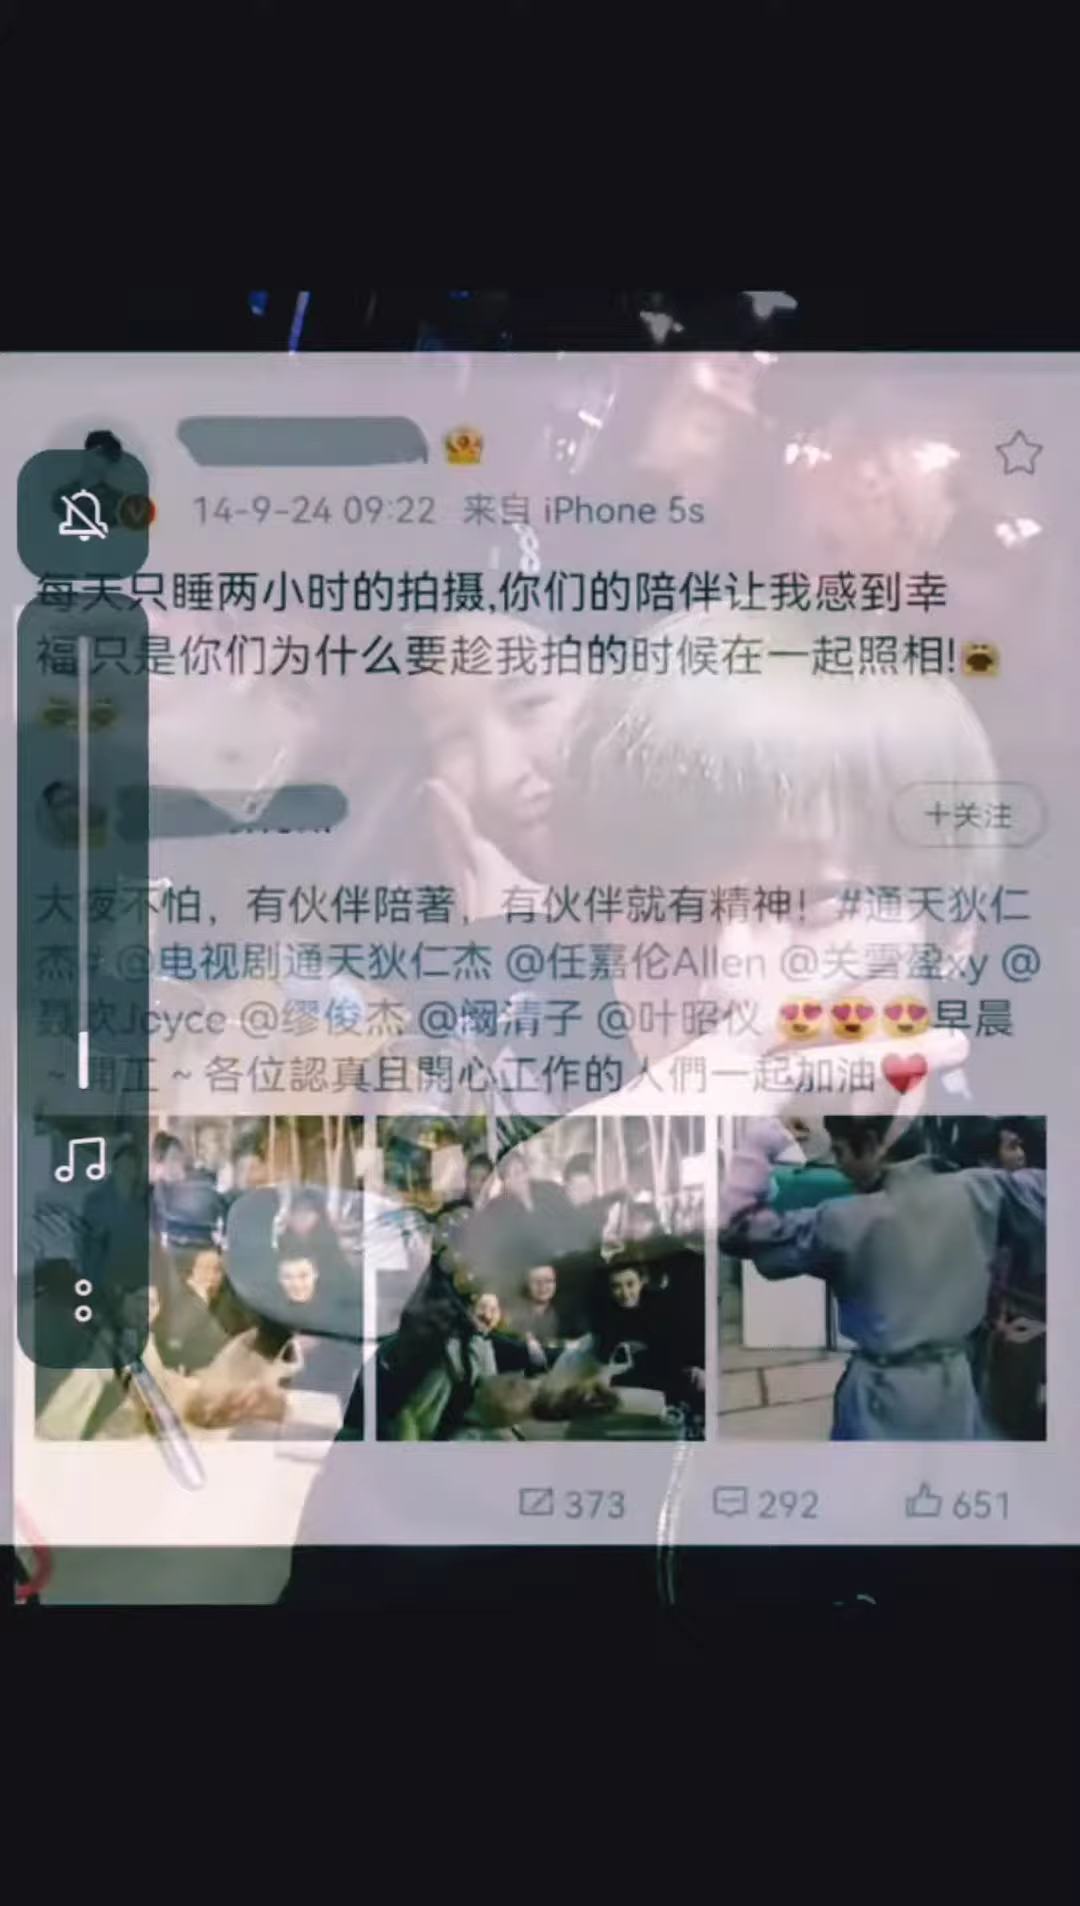 14-9-24 09:22 来自 iPhone 5s
每天只睡两小时的拍摄,你们的陪伴让我感到幸
福只是你们为什么要趁我拍的时候在一起照相!
十关注
大夜不怕，有伙伴陪著，有伙伴就有精神！#通天狄仁
杰# @电视剧通天狄仁杰 @任嘉伦Allen @关雪盈xy @
聂欢Joyce @缪俊杰 @阚清子 @叶昭仪 早晨
~開工~各位認真且開心工作的人們一起加油
373 292 651